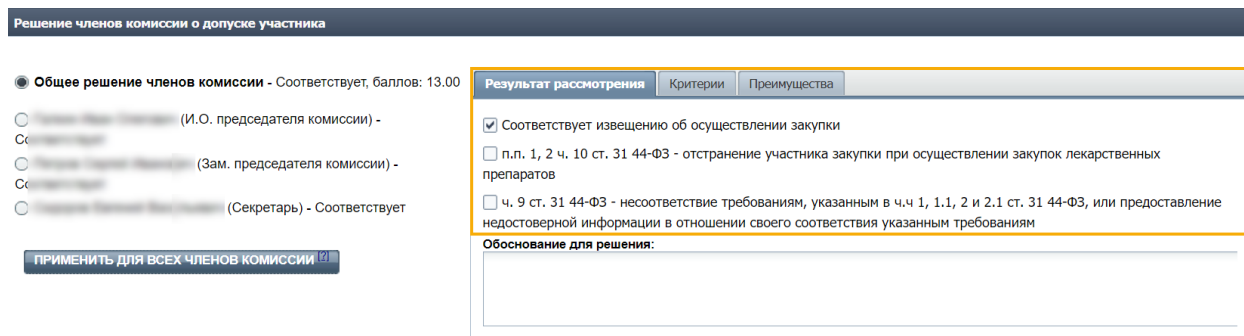 Решение членов комиссии о допуске участника
Общее решение членов комиссии - Соответствует, баллов: 13.00
(И.О. председателя комиссии) -
(Зам. председателя комиссии) -
(Секретарь) - Соответствует
ПРИМЕНИТЬ ДЛЯ ВСЕХ ЧЛЕНОВ КОМИССИИ [?]
Результат рассмотрения
Критерии
Преимущества
Соответствует извещению об осуществлении закупки
п.п. 1, 2 ч. 10 ст. 31 44-ФЗ - отстранение участника закупки при осуществлении закупок лекарственных
препаратов
ч. 9 ст. 31 44-ФЗ - несоответствие требованиям, указанным в ч.ч 1, 1.1, 2 и 2.1 ст. 31 44-ФЗ, или предоставление
недостоверной информации в отношении своего соответствия указанным требованиям
Обоснование для решения: